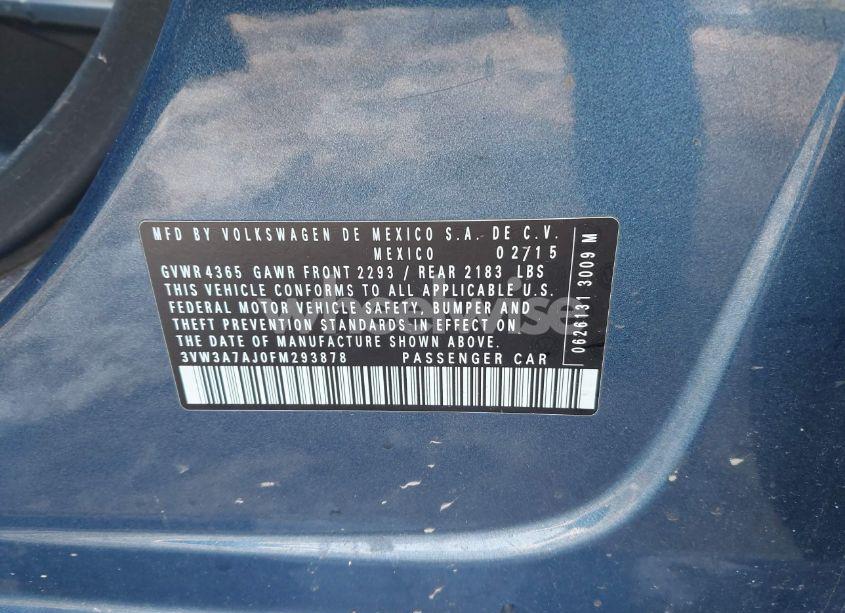 MFD BY VOLKSWAGEN DE MEXICO S.A. DE C.V.
MEXICO 02/15
GVWR 4365 GAWR FRONT 2293 / REAR 2183 LBS
THIS VEHICLE CONFORMS TO ALL APPLICABLE U.S.
FEDERAL MOTOR VEHICLE SAFETY, BUMPER AND
THEFT PREVENTION STANDARDS IN EFFECT ON
THE DATE OF MANUFACTURE SHOWN ABOVE.
3VW3A7AJ0FM293878 PASSENGER CAR
0626131 3009 M